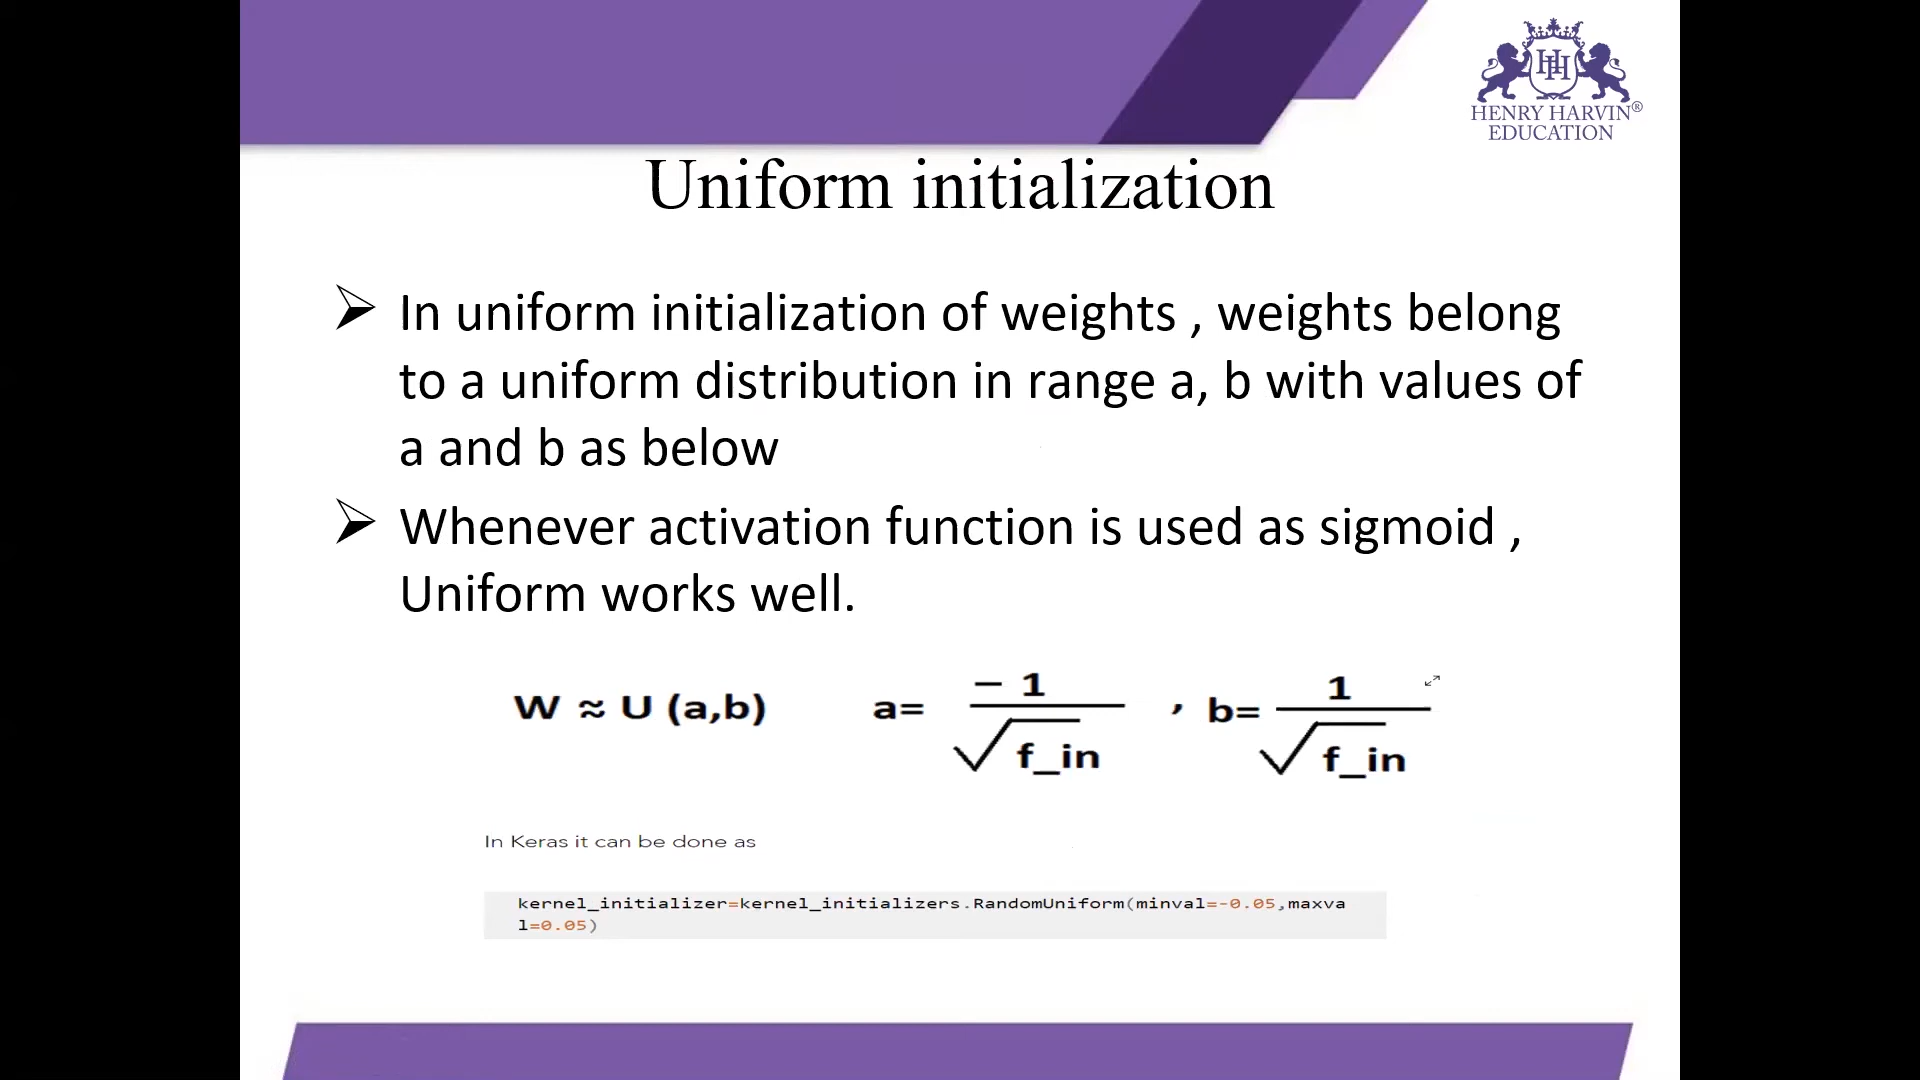 HENRY HARVIN®
EDUCATION
Uniform initialization
➢ In uniform initialization of weights , weights belong
to a uniform distribution in range a, b with values of
a and b as below
➢ Whenever activation function is used as sigmoid ,
Uniform works well.
W ≈ U (a,b) a= − 1 / √ f_in , b= 1 / √ f_in
In Keras it can be done as
kernel_initializer=kernel_initializers.RandomUniform(minval=-0.05,maxva
l=0.05)